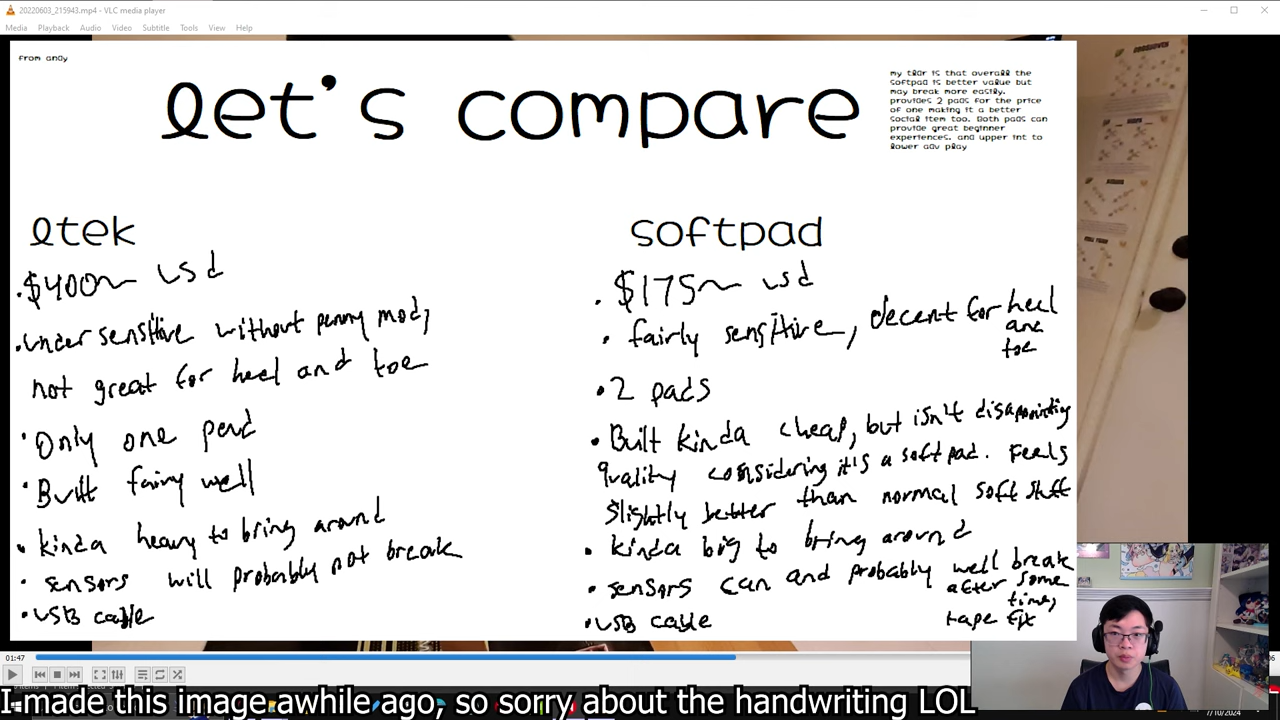 20220603_215943.mp4 - VLC media player
Media Playback Audio Video Subtitle Tools View Help
from andy
let's compare
my tldr is that overall the
softpad is better value but
may break more easily.
provides 2 pads for the price
of one making it a better
social item too. Both pads can
provide great beginner
experiences. and upper int to
lower adv play
ltek
•$400~ usd
•under sensitive without penny mod,
not great for heel and toe
•Only one pad
•Built fairy well
•kinda heavy to bring around
•sensors will probably not break
•USB cable
softpad
•$175~ usd
•fairly sensitive, decent for heel
and
toe
•2 pads
•Built kinda cheap, but isn't disappointing
quality considering it's a soft pad. Feels
slightly better than normal soft stuff
•kinda big to bring around
•sensors can and probably well break
after some
time,
tape fix
•USB cable
01:47
I made this image awhile ago, so sorry about the handwriting LOL
7/10/2024